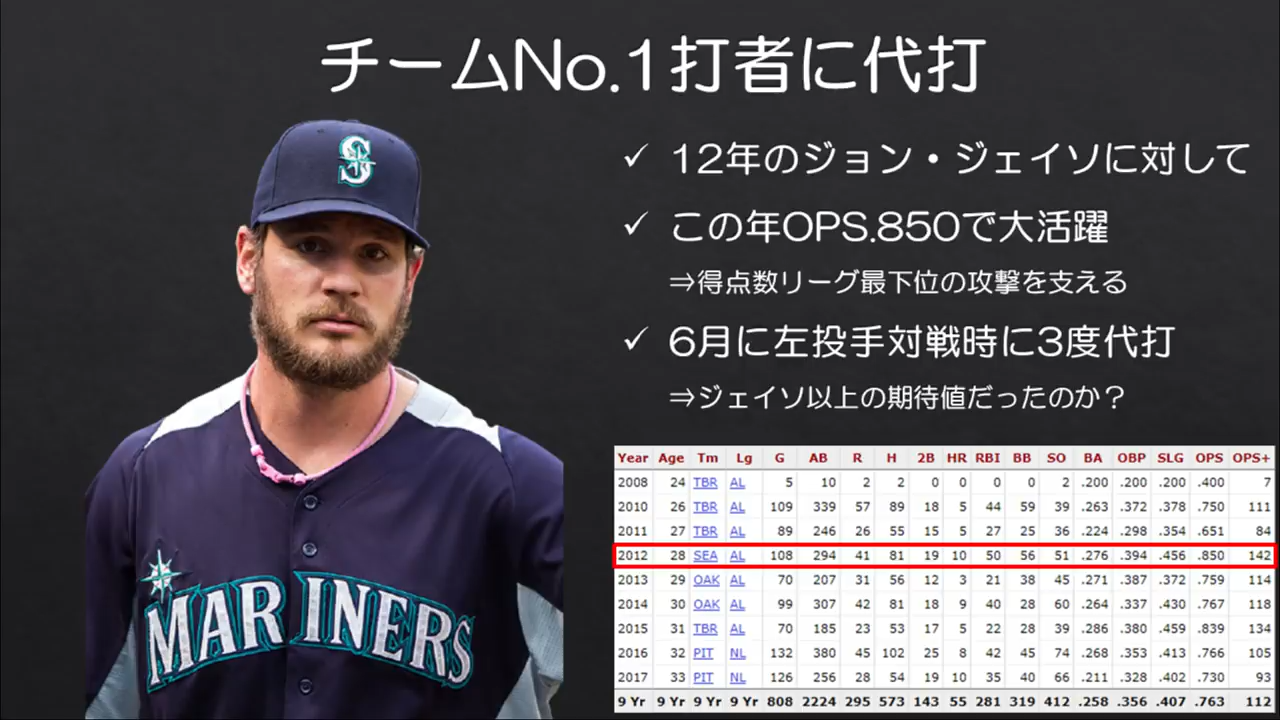 チームNo.1打者に代打
✓ 12年のジョン・ジェイソに対して
✓ この年OPS.850で大活躍
⇒得点数リーグ最下位の攻撃を支える
✓ 6月に左投手対戦時に3度代打
⇒ジェイソ以上の期待値だったのか？
S
MARINERS
Year Age Tm Lg G AB R H 2B HR RBI BB SO BA OBP SLG OPS OPS+
2008 24 TBR AL 5 10 2 2 0 0 0 0 2 .200 .200 .200 .400 7
2010 26 TBR AL 109 339 57 89 18 5 44 59 39 .263 .372 .378 .750 111
2011 27 TBR AL 89 246 26 55 15 5 27 25 36 .224 .298 .354 .651 84
2012 28 SEA AL 108 294 41 81 19 10 50 56 51 .276 .394 .456 .850 142
2013 29 OAK AL 70 207 31 56 12 3 21 38 45 .271 .387 .372 .759 114
2014 30 OAK AL 99 307 42 81 18 9 40 28 60 .264 .337 .430 .767 118
2015 31 TBR AL 70 185 23 53 17 5 22 28 39 .286 .380 .459 .839 134
2016 32 PIT NL 132 380 45 102 25 8 42 45 74 .268 .353 .413 .766 105
2017 33 PIT NL 126 256 28 54 19 10 35 40 66 .211 .328 .402 .730 93
9 Yr 9 Yr 9 Yr 9 Yr 808 2224 295 573 143 55 281 319 412 .258 .356 .407 .763 112